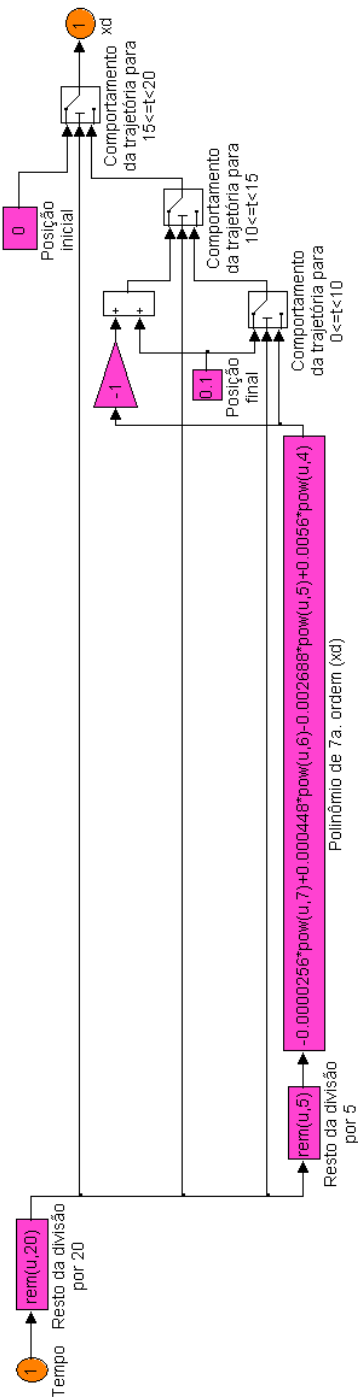 1
Tempo
rem(u,20)
Resto da divisão
por 20
rem(u,5)
Resto da divisão
por 5
-0.0000256*pow(u,7)+0.000448*pow(u,6)-0.002688*pow(u,5)+0.0056*pow(u,4)
Polinômio de 7a. ordem (xd)
-1
0.1
Posição
final
+
+
Comportamento
da trajetória para
0<=t<10
Comportamento
da trajetória para
10<=t<15
0
Posição
inicial
Comportamento
da trajetória para
15<=t<20
1
xd